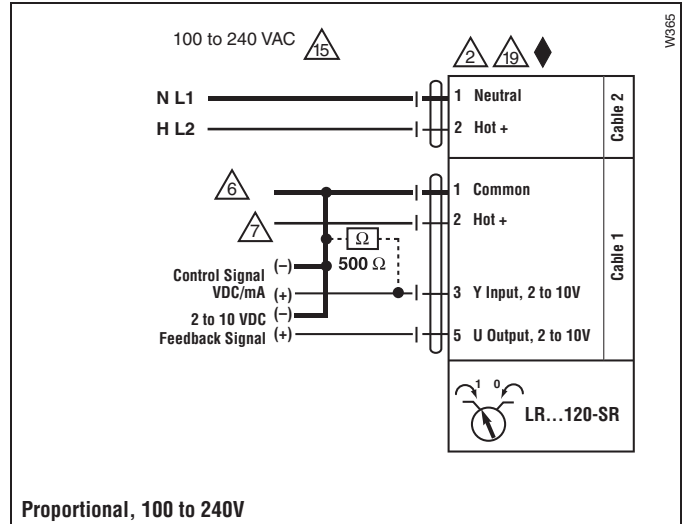 W365
100 to 240 VAC 15
2 19
N L1 1 Neutral
H L2 2 Hot +
Cable 2
6 1 Common
7 2 Hot +
Ω
500 Ω
Control Signal (–)
VDC/mA (+) 3 Y Input, 2 to 10V
2 to 10 VDC (–)
Feedback Signal (+) 5 U Output, 2 to 10V
Cable 1
1 0
LR…120-SR
Proportional, 100 to 240V